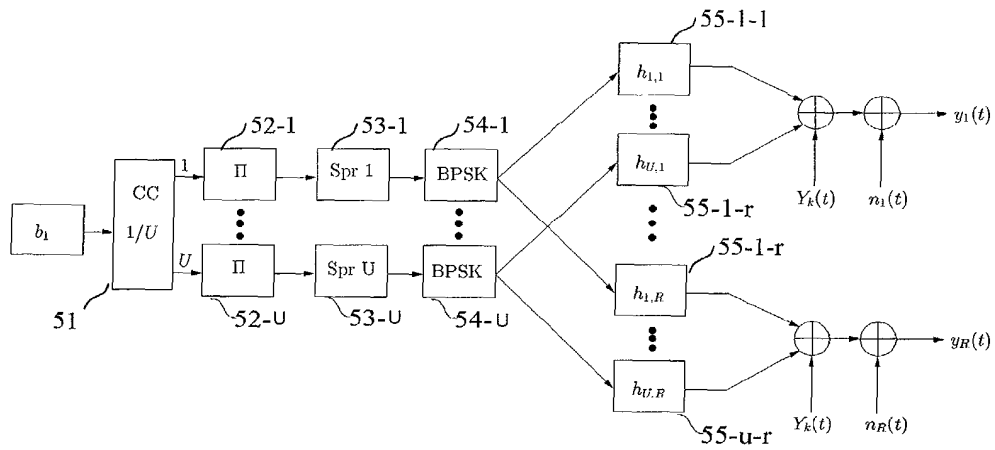 55-1-1
h1,1
52-1 53-1 54-1
y1(t)
1
Π Spr 1 BPSK
CC
1/U
hU,1
Yk(t) n1(t)
b1
55-1-r
U
Π Spr U BPSK
55-1-r
h1,R
51
52-U 53-U 54-U
yR(t)
hU,R
Yk(t) nR(t)
55-u-r